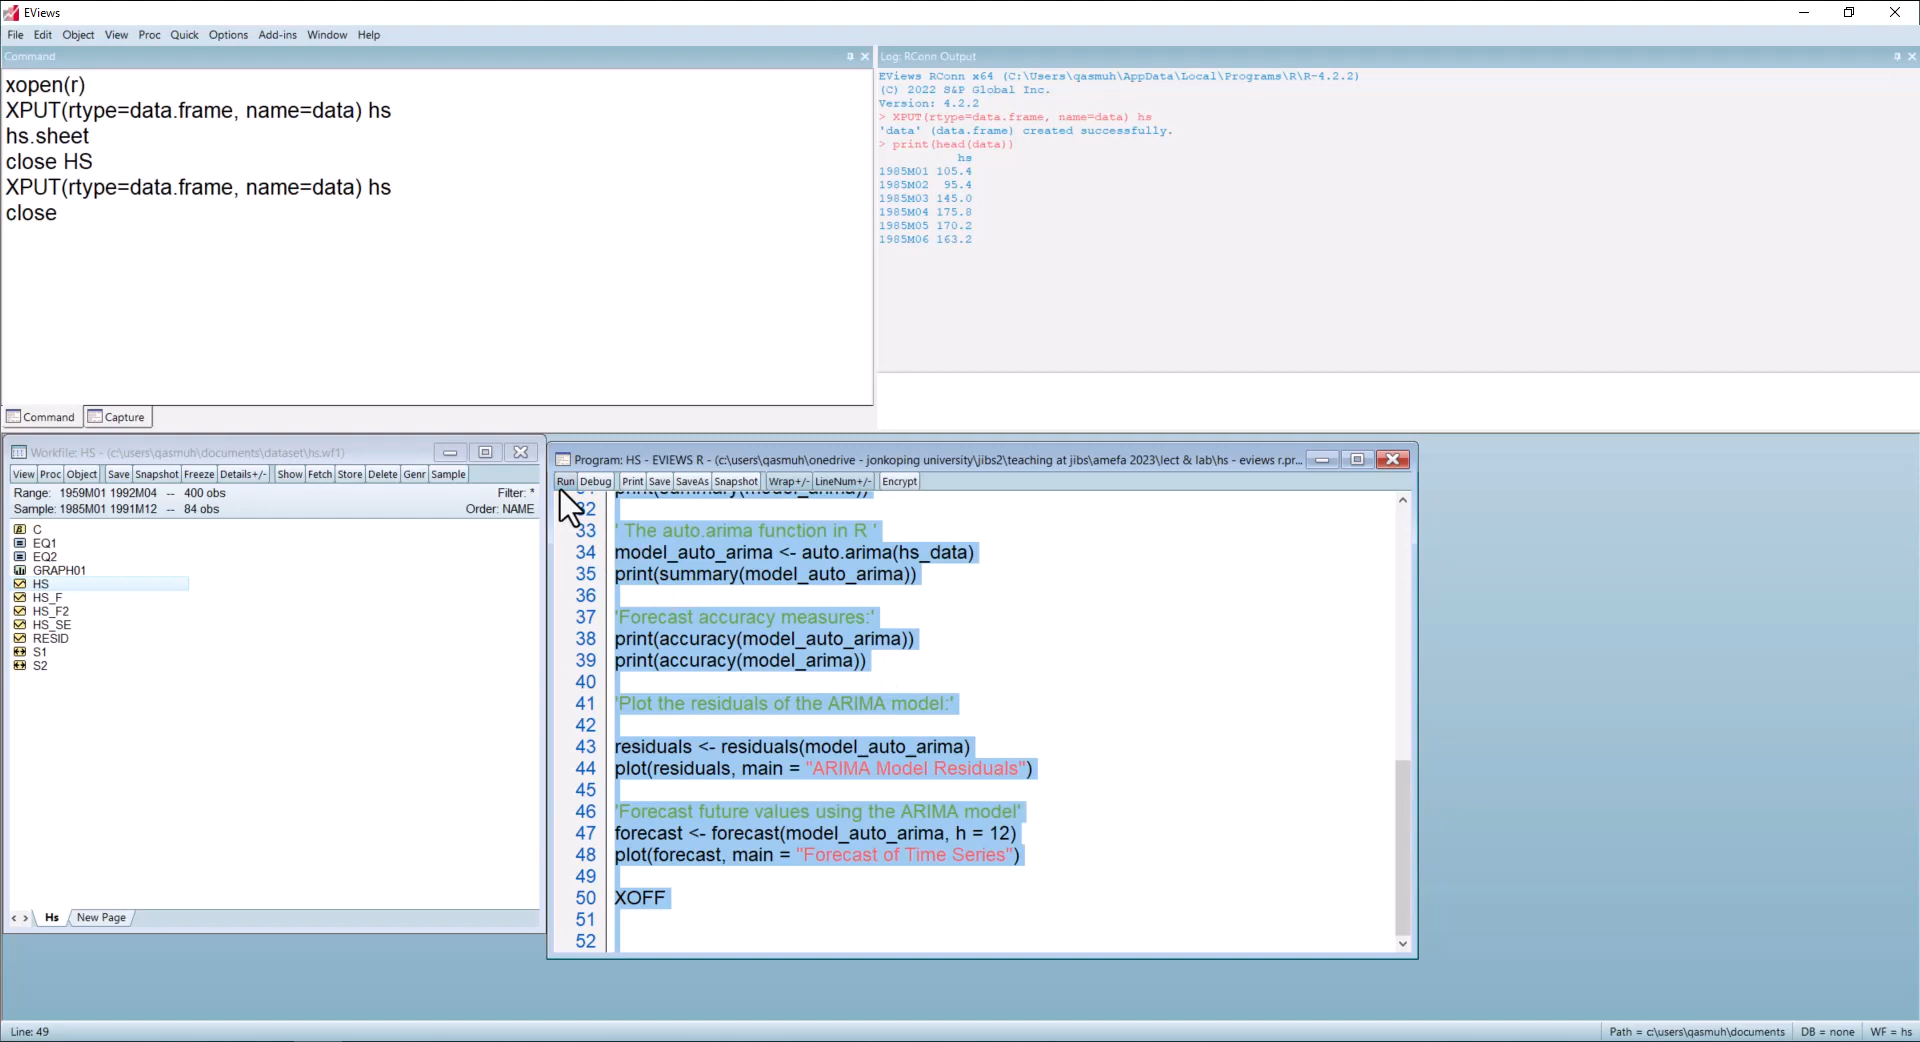 EViews
File Edit Object View Proc Quick Options Add-ins Window Help
Command
xopen(r)
XPUT(rtype=data.frame, name=data) hs
hs.sheet
close HS
XPUT(rtype=data.frame, name=data) hs
close
Command Capture
Log: RConn Output
EViews RConn x64 (C:\Users\qasmuh\AppData\Local\Programs\R\R-4.2.2)
(C) 2022 S&P Global Inc.
Version: 4.2.2
> XPUT(rtype=data.frame, name=data) hs
'data' (data.frame) created successfully.
> print(head(data))
hs
1985M01 105.4
1985M02 95.4
1985M03 145.0
1985M04 175.8
1985M05 170.2
1985M06 163.2
Workfile: HS - (c:\users\qasmuh\documents\dataset\hs.wf1)
View Proc Object Save Snapshot Freeze Details+/- Show Fetch Store Delete Genr Sample
Range: 1959M01 1992M04 -- 400 obs Filter: *
Sample: 1985M01 1991M12 -- 84 obs Order: NAME
C
EQ1
EQ2
GRAPH01
HS
HS_F
HS_F2
HS_SE
RESID
S1
S2
< > Hs New Page
Program: HS - EVIEWS R - (c:\users\qasmuh\onedrive - jonkoping university\jibs2\teaching at jibs\amefa 2023\lect & lab\hs - eviews r.pr...
Run Debug Print Save SaveAs Snapshot Wrap+/- LineNum+/- Encrypt
31 print(summary(model_arima))
32
33 ' The auto.arima function in R '
34 model_auto_arima <- auto.arima(hs_data)
35 print(summary(model_auto_arima))
36
37 'Forecast accuracy measures:'
38 print(accuracy(model_auto_arima))
39 print(accuracy(model_arima))
40
41 'Plot the residuals of the ARIMA model:'
42
43 residuals <- residuals(model_auto_arima)
44 plot(residuals, main = "ARIMA Model Residuals")
45
46 'Forecast future values using the ARIMA model'
47 forecast <- forecast(model_auto_arima, h = 12)
48 plot(forecast, main = "Forecast of Time Series")
49
50 XOFF
51
52
Line: 49 Path = c:\users\qasmuh\documents DB = none WF = hs